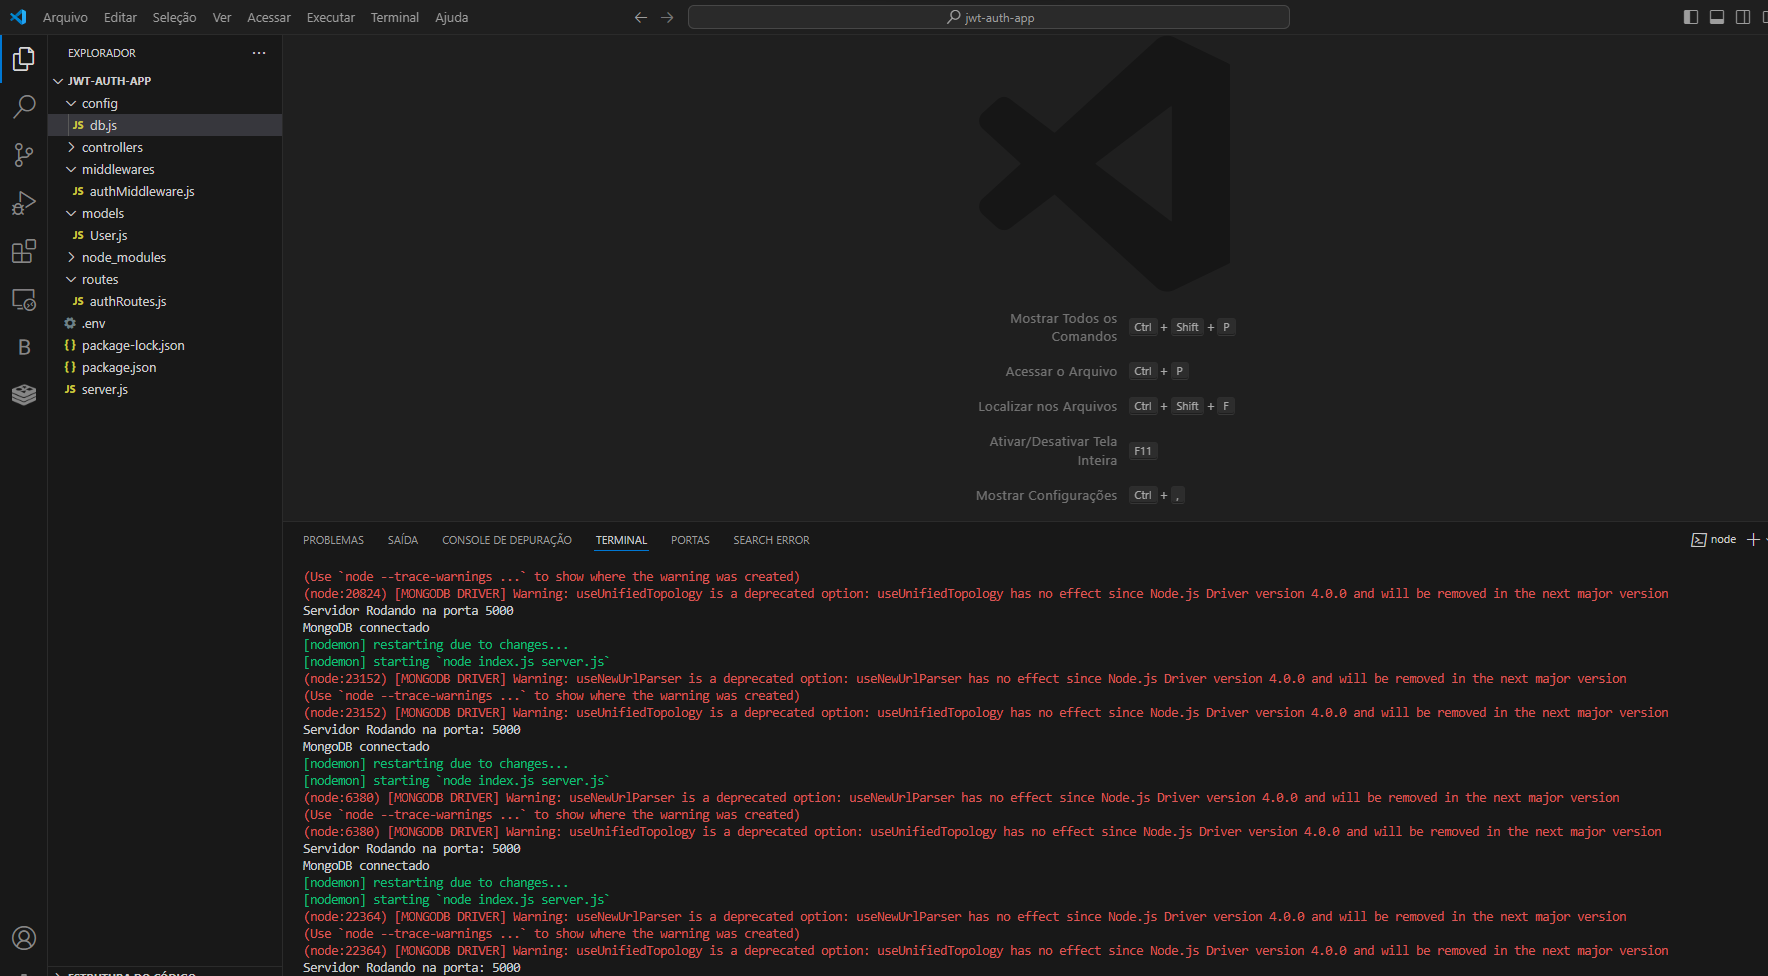 Arquivo Editar Seleção Ver Acessar Executar Terminal Ajuda
jwt-auth-app
EXPLORADOR
JWT-AUTH-APP
config
JS db.js
controllers
middlewares
JS authMiddleware.js
models
JS User.js
node_modules
routes
JS authRoutes.js
.env
{} package-lock.json
{} package.json
JS server.js
B
Mostrar Todos os
Comandos
Ctrl + Shift + P
Acessar o Arquivo Ctrl + P
Localizar nos Arquivos Ctrl + Shift + F
Ativar/Desativar Tela
Inteira
F11
Mostrar Configurações Ctrl + ,
PROBLEMAS SAÍDA CONSOLE DE DEPURAÇÃO TERMINAL PORTAS SEARCH ERROR
node
(Use `node --trace-warnings ...` to show where the warning was created)
(node:20824) [MONGODB DRIVER] Warning: useUnifiedTopology is a deprecated option: useUnifiedTopology has no effect since Node.js Driver version 4.0.0 and will be removed in the next major version
Servidor Rodando na porta 5000
MongoDB connectado
[nodemon] restarting due to changes...
[nodemon] starting `node index.js server.js`
(node:23152) [MONGODB DRIVER] Warning: useNewUrlParser is a deprecated option: useNewUrlParser has no effect since Node.js Driver version 4.0.0 and will be removed in the next major version
(Use `node --trace-warnings ...` to show where the warning was created)
(node:23152) [MONGODB DRIVER] Warning: useUnifiedTopology is a deprecated option: useUnifiedTopology has no effect since Node.js Driver version 4.0.0 and will be removed in the next major version
Servidor Rodando na porta: 5000
MongoDB connectado
[nodemon] restarting due to changes...
[nodemon] starting `node index.js server.js`
(node:6380) [MONGODB DRIVER] Warning: useNewUrlParser is a deprecated option: useNewUrlParser has no effect since Node.js Driver version 4.0.0 and will be removed in the next major version
(Use `node --trace-warnings ...` to show where the warning was created)
(node:6380) [MONGODB DRIVER] Warning: useUnifiedTopology is a deprecated option: useUnifiedTopology has no effect since Node.js Driver version 4.0.0 and will be removed in the next major version
Servidor Rodando na porta: 5000
MongoDB connectado
[nodemon] restarting due to changes...
[nodemon] starting `node index.js server.js`
(node:22364) [MONGODB DRIVER] Warning: useNewUrlParser is a deprecated option: useNewUrlParser has no effect since Node.js Driver version 4.0.0 and will be removed in the next major version
(Use `node --trace-warnings ...` to show where the warning was created)
(node:22364) [MONGODB DRIVER] Warning: useUnifiedTopology is a deprecated option: useUnifiedTopology has no effect since Node.js Driver version 4.0.0 and will be removed in the next major version
Servidor Rodando na porta: 5000
ESTRUTURA DO CÓDIGO